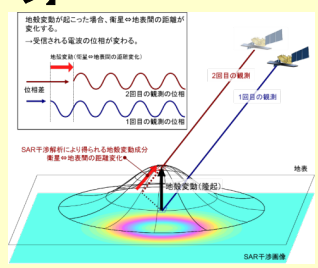 地殻変動が起こった場合、衛星⇔地表間の距離が
変化する。
→受信される電波の位相が変わる。
地殻変動(衛星⇔地表間の距離変化)
位相差
2回目の観測の位相
1回目の観測の位相
2回目の観測
1回目の観測
SAR干渉解析により得られる地殻変動成分
衛星⇔地表間の距離変化
地殻変動(隆起)
地表
SAR干渉画像